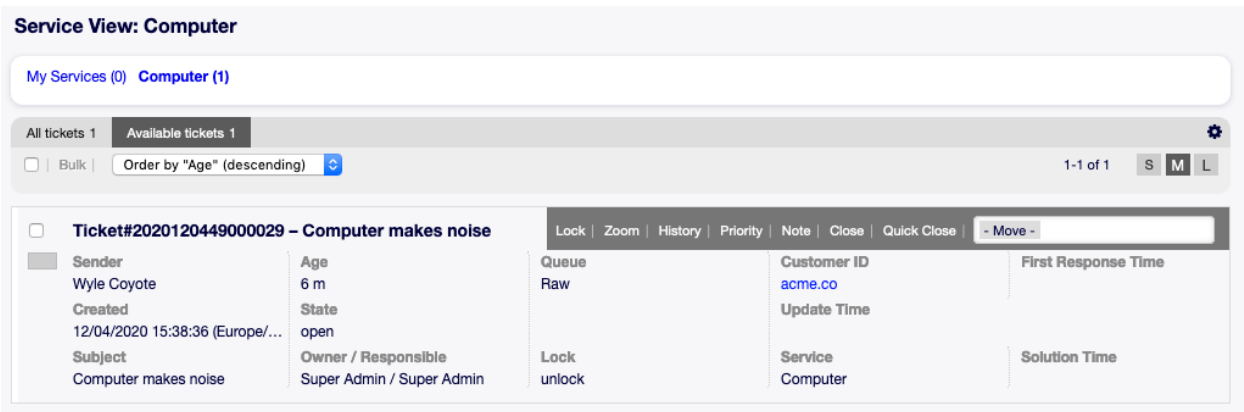 Service View: Computer
My Services (0) Computer (1)
All tickets 1 Available tickets 1
| Bulk | Order by "Age" (descending) 1-1 of 1 S M L
Ticket#2020120449000029 – Computer makes noise Lock | Zoom | History | Priority | Note | Close | Quick Close | - Move -
Sender Age Queue Customer ID First Response Time
Wyle Coyote 6 m Raw acme.co
Created State Update Time
12/04/2020 15:38:36 (Europe/... open
Subject Owner / Responsible Lock Service Solution Time
Computer makes noise Super Admin / Super Admin unlock Computer